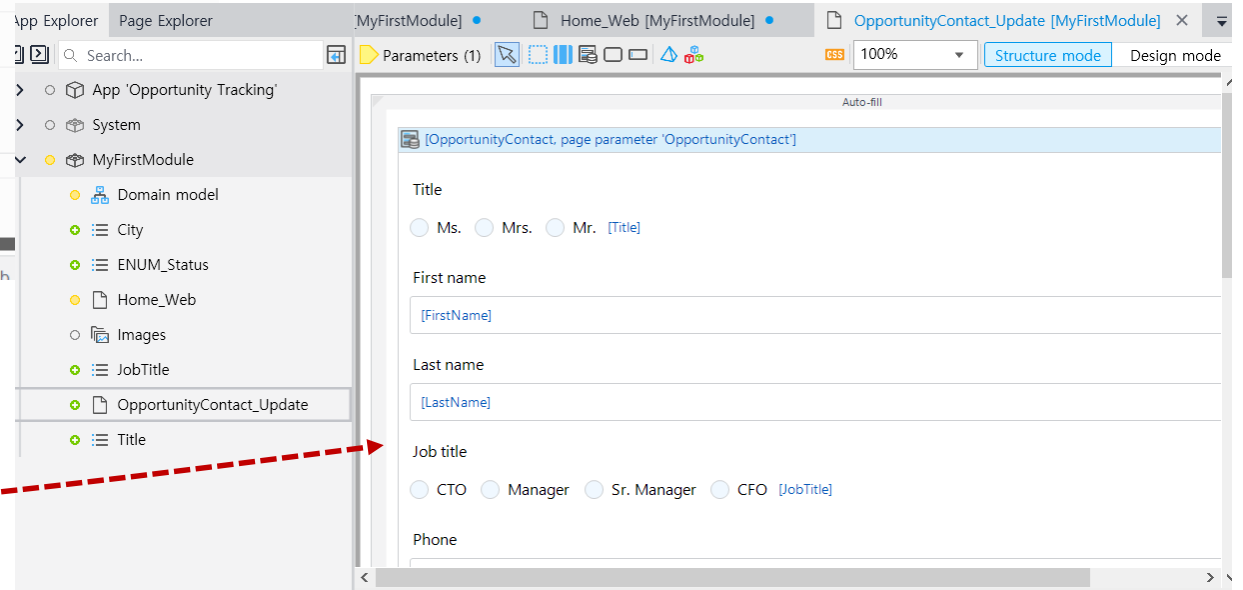 App Explorer Page Explorer
MyFirstModule]
Home_Web [MyFirstModule]
OpportunityContact_Update [MyFirstModule]
Search...
Parameters (1)
CSS
100%
Structure mode
Design mode
App 'Opportunity Tracking'
System
MyFirstModule
Domain model
City
ENUM_Status
Home_Web
Images
JobTitle
OpportunityContact_Update
Title
Auto-fill
[OpportunityContact, page parameter 'OpportunityContact']
Title
Ms. Mrs. Mr. [Title]
First name
[FirstName]
Last name
[LastName]
Job title
CTO Manager Sr. Manager CFO [JobTitle]
Phone